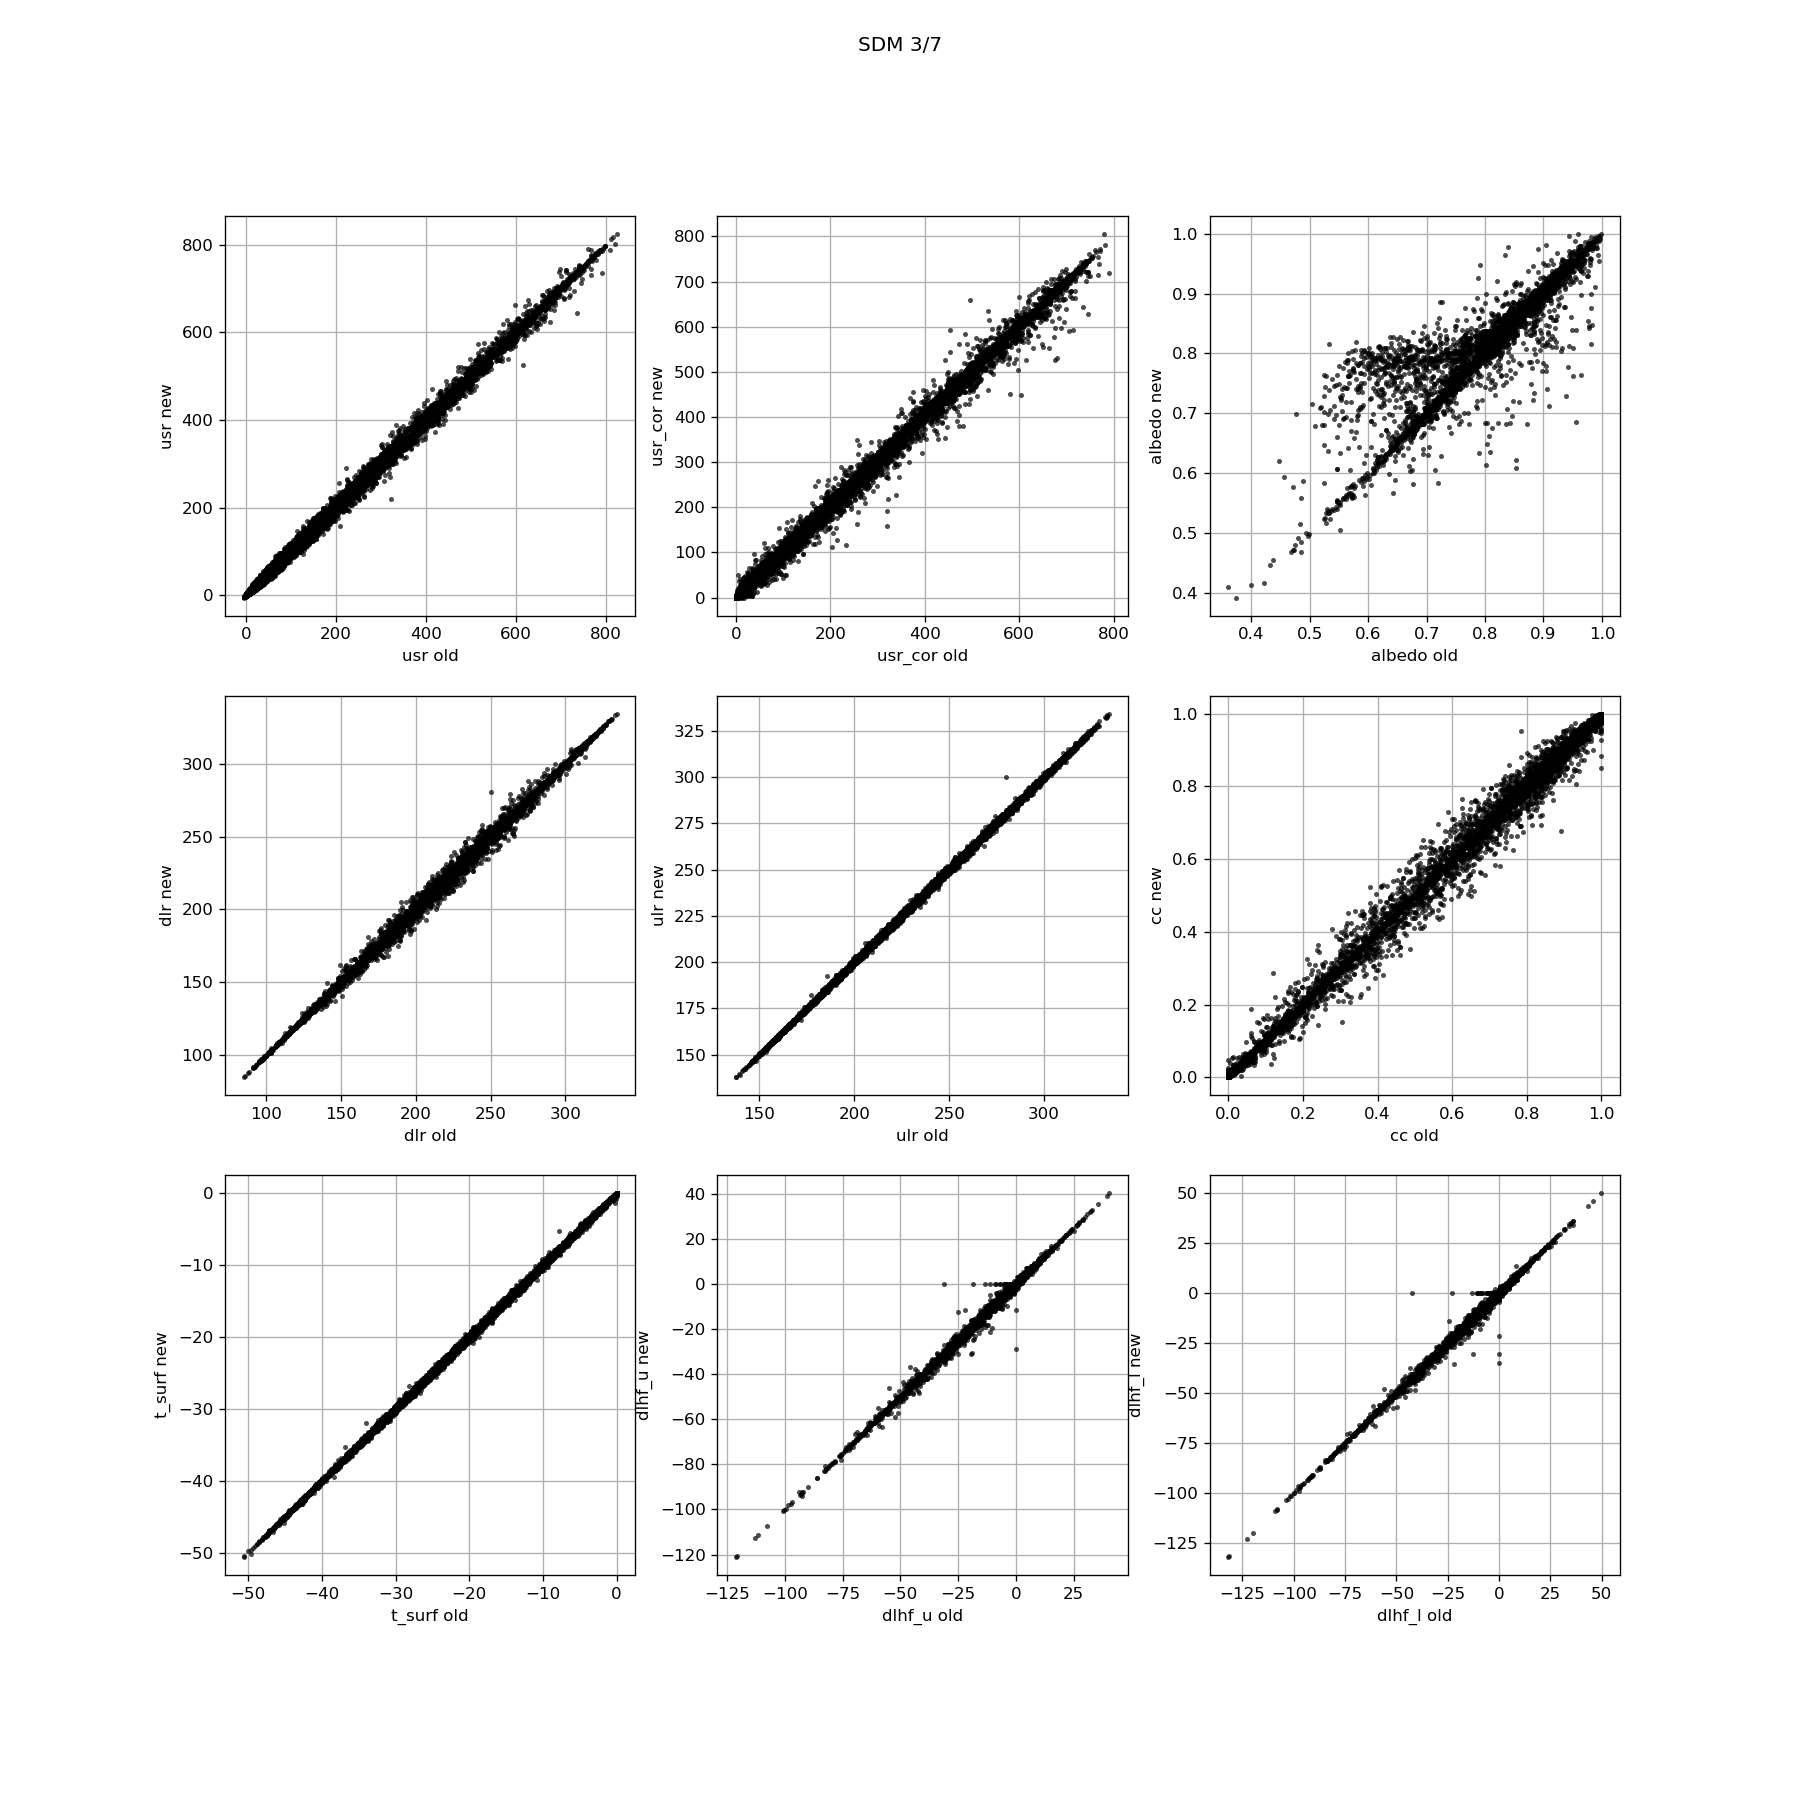 SDM 3/7
800
600
400
200
0
usr new
0 200 400 600 800
usr old
800
700
600
500
400
300
200
100
0
usr_cor new
0 200 400 600 800
usr_cor old
1.0
0.9
0.8
0.7
0.6
0.5
0.4
albedo new
0.4 0.5 0.6 0.7 0.8 0.9 1.0
albedo old
300
250
200
150
100
dlr new
100 150 200 250 300
dlr old
325
300
275
250
225
200
175
150
ulr new
150 200 250 300
ulr old
1.0
0.8
0.6
0.4
0.2
0.0
cc new
0.0 0.2 0.4 0.6 0.8 1.0
cc old
0
−10
−20
−30
−40
−50
t_surf new
−50 −40 −30 −20 −10 0
t_surf old
40
20
0
−20
−40
−60
−80
−100
−120
dlhf_u new
−125 −100 −75 −50 −25 0 25
dlhf_u old
50
25
0
−25
−50
−75
−100
−125
dlhf_l new
−125 −100 −75 −50 −25 0 25 50
dlhf_l old